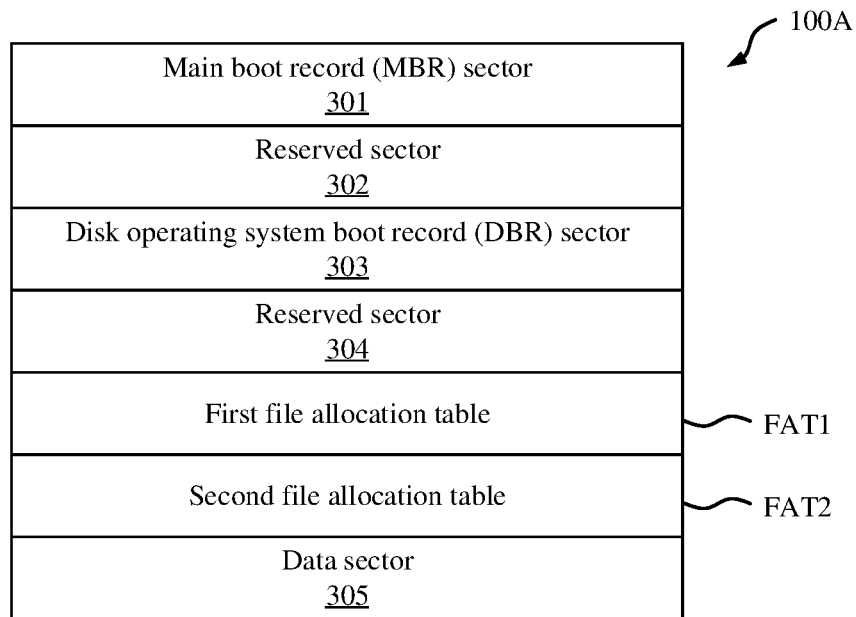 100A
Main boot record (MBR) sector
301
Reserved sector
302
Disk operating system boot record (DBR) sector
303
Reserved sector
304
First file allocation table
FAT1
Second file allocation table
FAT2
Data sector
305